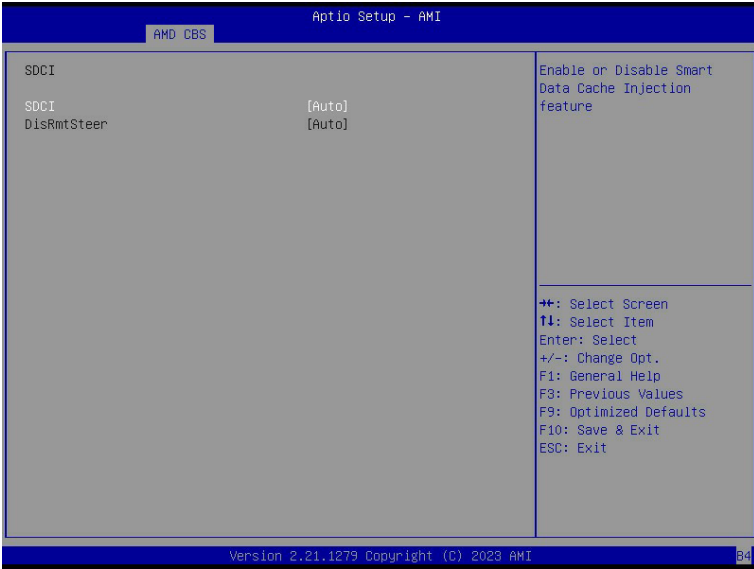 Aptio Setup – AMI
AMD CBS
SDCI
SDCI [Auto]
DisRmtSteer [Auto]
Enable or Disable Smart
Data Cache Injection
feature
→←: Select Screen
↑↓: Select Item
Enter: Select
+/-: Change Opt.
F1: General Help
F3: Previous Values
F9: Optimized Defaults
F10: Save & Exit
ESC: Exit
Version 2.21.1279 Copyright (C) 2023 AMI
B4